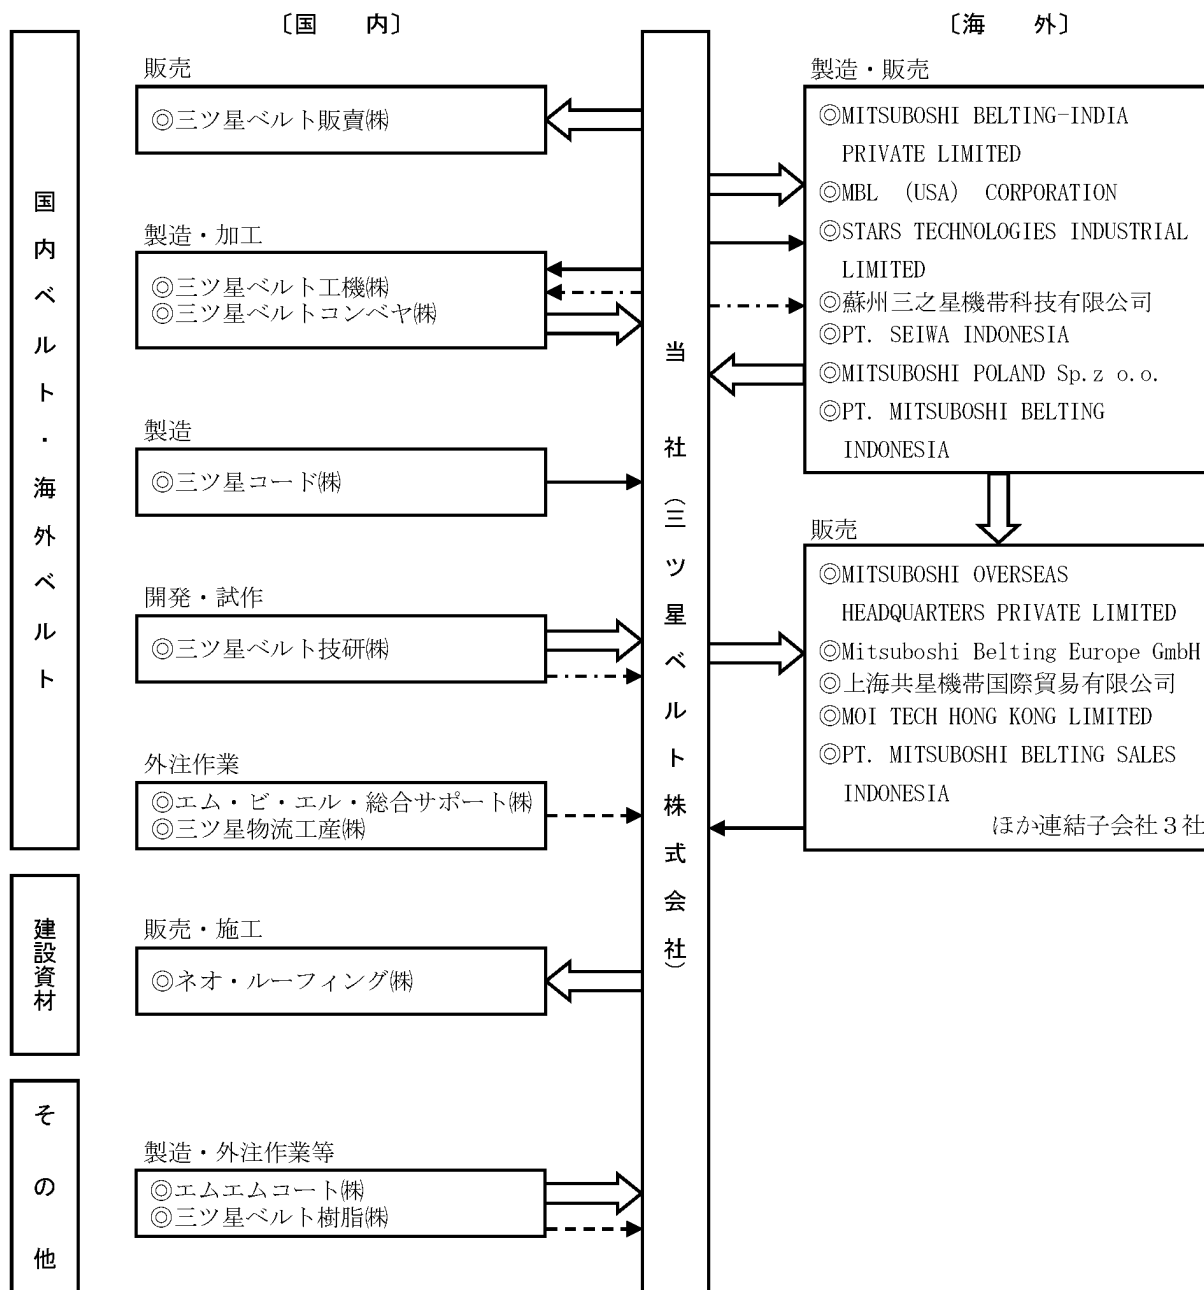 〔国　　内〕
〔海　　外〕
国内ベルト・海外ベルト
販売
◎三ツ星ベルト販賣㈱
製造・加工
◎三ツ星ベルト工機㈱
◎三ツ星ベルトコンベヤ㈱
製造
◎三ツ星コード㈱
開発・試作
◎三ツ星ベルト技研㈱
外注作業
◎エム・ビ・エル・総合サポート㈱
◎三ツ星物流工産㈱
建設資材
販売・施工
◎ネオ・ルーフィング㈱
その他
製造・外注作業等
◎エムエムコート㈱
◎三ツ星ベルト樹脂㈱
当　社（三ツ星ベルト株式会社）
製造・販売
◎MITSUBOSHI BELTING-INDIA
PRIVATE LIMITED
◎MBL （USA） CORPORATION
◎STARS TECHNOLOGIES INDUSTRIAL
LIMITED
◎蘇州三之星機帯科技有限公司
◎PT. SEIWA INDONESIA
◎MITSUBOSHI POLAND Sp.z o.o.
◎PT. MITSUBOSHI BELTING
INDONESIA
販売
◎MITSUBOSHI OVERSEAS
HEADQUARTERS PRIVATE LIMITED
◎Mitsuboshi Belting Europe GmbH
◎上海共星機帯国際貿易有限公司
◎MOI TECH HONG KONG LIMITED
◎PT. MITSUBOSHI BELTING SALES
INDONESIA
ほか連結子会社３社